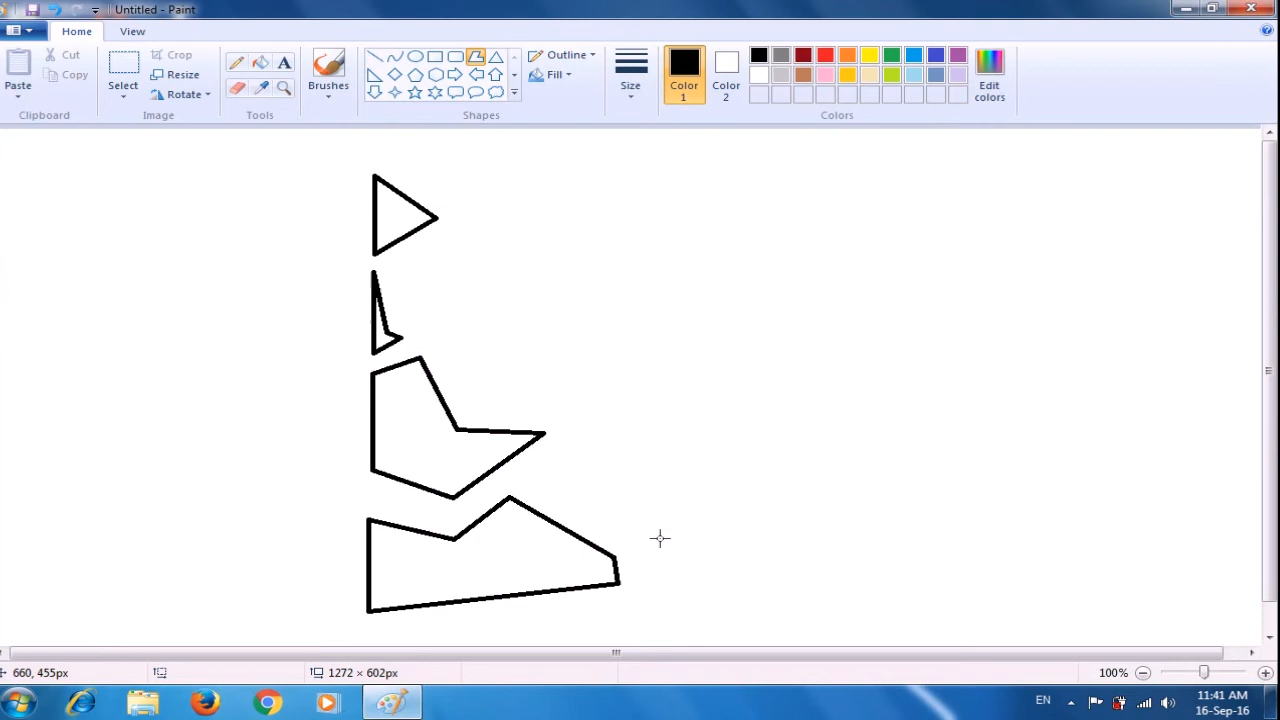 Untitled - Paint
Home View
Paste
Cut
Copy
Clipboard
Select
Crop
Resize
Rotate
Image
A
Tools
Brushes
Outline
Fill
Shapes
Size
Color 1
Color 2
Edit colors
Colors
660, 455px
1272 × 602px
100%
EN
11:41 AM
16-Sep-16